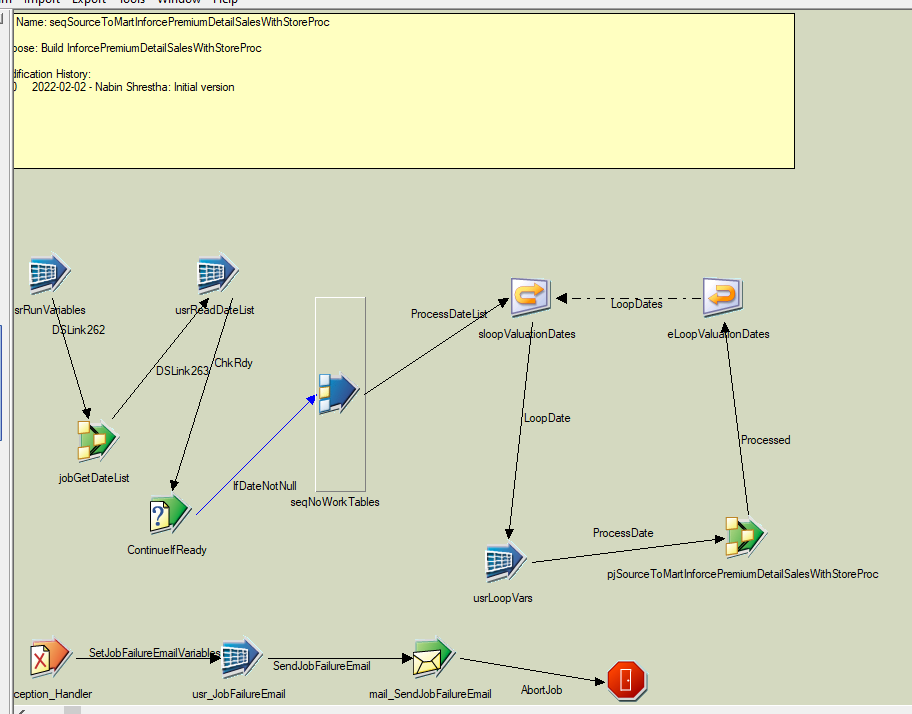 Import Export Tools Window Help
Name: seqSourceToMartInforcePremiumDetailSalesWithStoreProc
pose: Build InforcePremiumDetailSalesWithStoreProc
dification History:
0 2022-02-02 - Nabin Shrestha: Initial version
srRunVariables
usrReadDateList
DSLink262
DSLink263
ChkRdy
ProcessDateList
sloopValuationDates
LoopDates
eLoopValuationDates
LoopDate
Processed
jobGetDateList
IfDateNotNull
seqNoWorkTables
ContinueIfReady
ProcessDate
usrLoopVars
pjSourceToMartInforcePremiumDetailSalesWithStoreProc
SetJobFailureEmailVariables
SendJobFailureEmail
AbortJob
ception_Handler
usr_JobFailureEmail
mail_SendJobFailureEmail